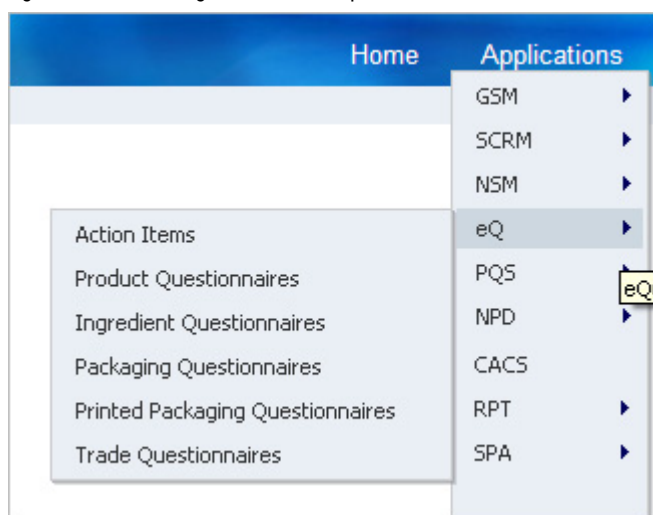 Home Applications
GSM
SCRM
NSM
eQ
PQS
eQ
NPD
CACS
RPT
SPA
Action Items
Product Questionnaires
Ingredient Questionnaires
Packaging Questionnaires
Printed Packaging Questionnaires
Trade Questionnaires